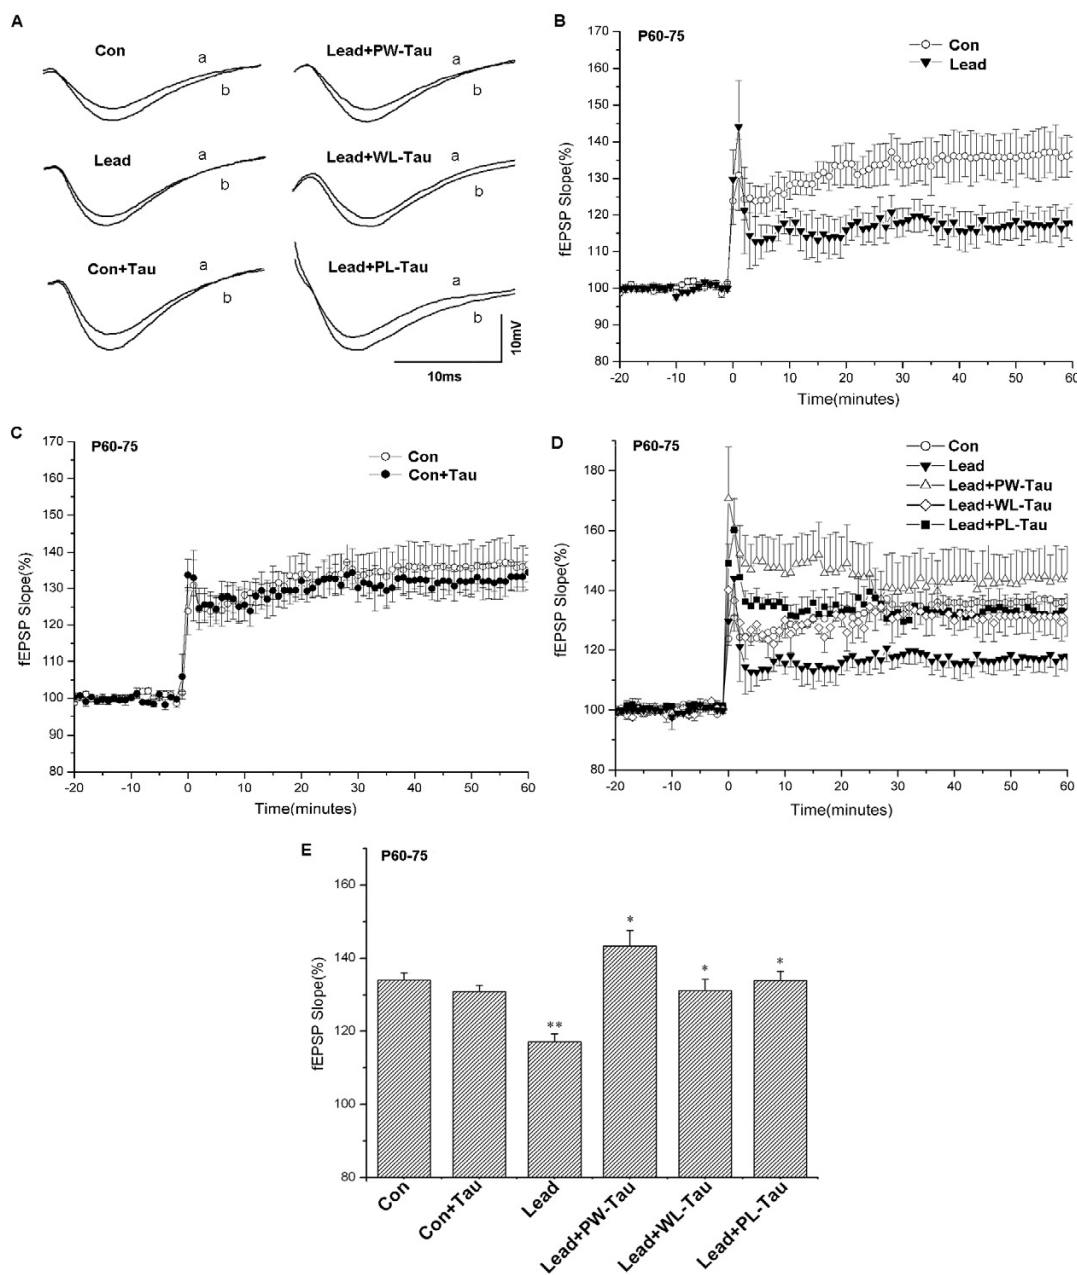 A
Con
a
b
Lead+PW-Tau
a
b
Lead
a
b
Lead+WL-Tau
a
b
Con+Tau
a
b
Lead+PL-Tau
a
b
10mV
10ms
B
P60-75
Con
Lead
fEPSP Slope(%)
170
160
150
140
130
120
110
100
90
80
-20 -10 0 10 20 30 40 50 60
Time(minutes)
C
P60-75
Con
Con+Tau
fEPSP Slope(%)
170
160
150
140
130
120
110
100
90
80
-20 -10 0 10 20 30 40 50 60
Time(minutes)
D
P60-75
Con
Lead
Lead+PW-Tau
Lead+WL-Tau
Lead+PL-Tau
fEPSP Slope(%)
180
160
140
120
100
80
-20 -10 0 10 20 30 40 50 60
Time(minutes)
E
P60-75
fEPSP Slope(%)
160
140
120
100
80
**
*
*
*
Con
Con+Tau
Lead
Lead+PW-Tau
Lead+WL-Tau
Lead+PL-Tau